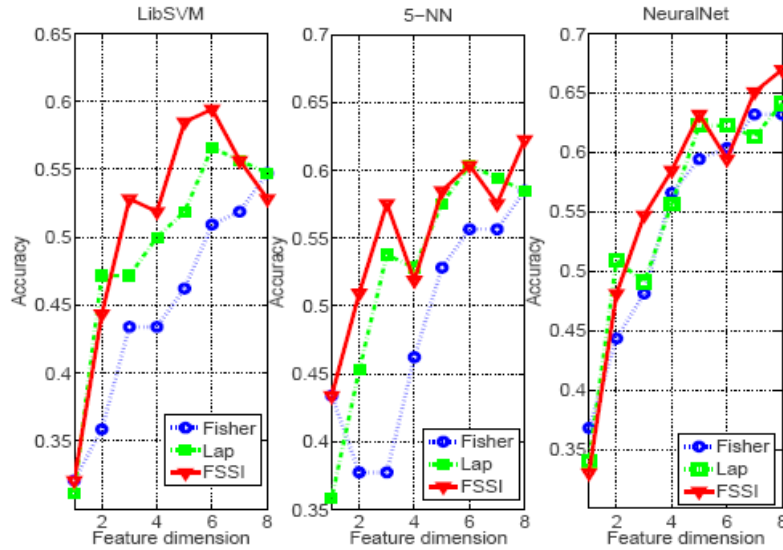 LibSVM
0.65
0.6
0.55
0.5
0.45
0.4
0.35
Accuracy
2 4 6 8
Feature dimension
Fisher
Lap
FSSI
5-NN
0.7
0.65
0.6
0.55
0.5
0.45
0.4
0.35
Accuracy
2 4 6 8
Feature dimension
Fisher
Lap
FSSI
NeuralNet
0.7
0.65
0.6
0.55
0.5
0.45
0.4
0.35
Accuracy
2 4 6 8
Feature dimension
Fisher
Lap
FSSI